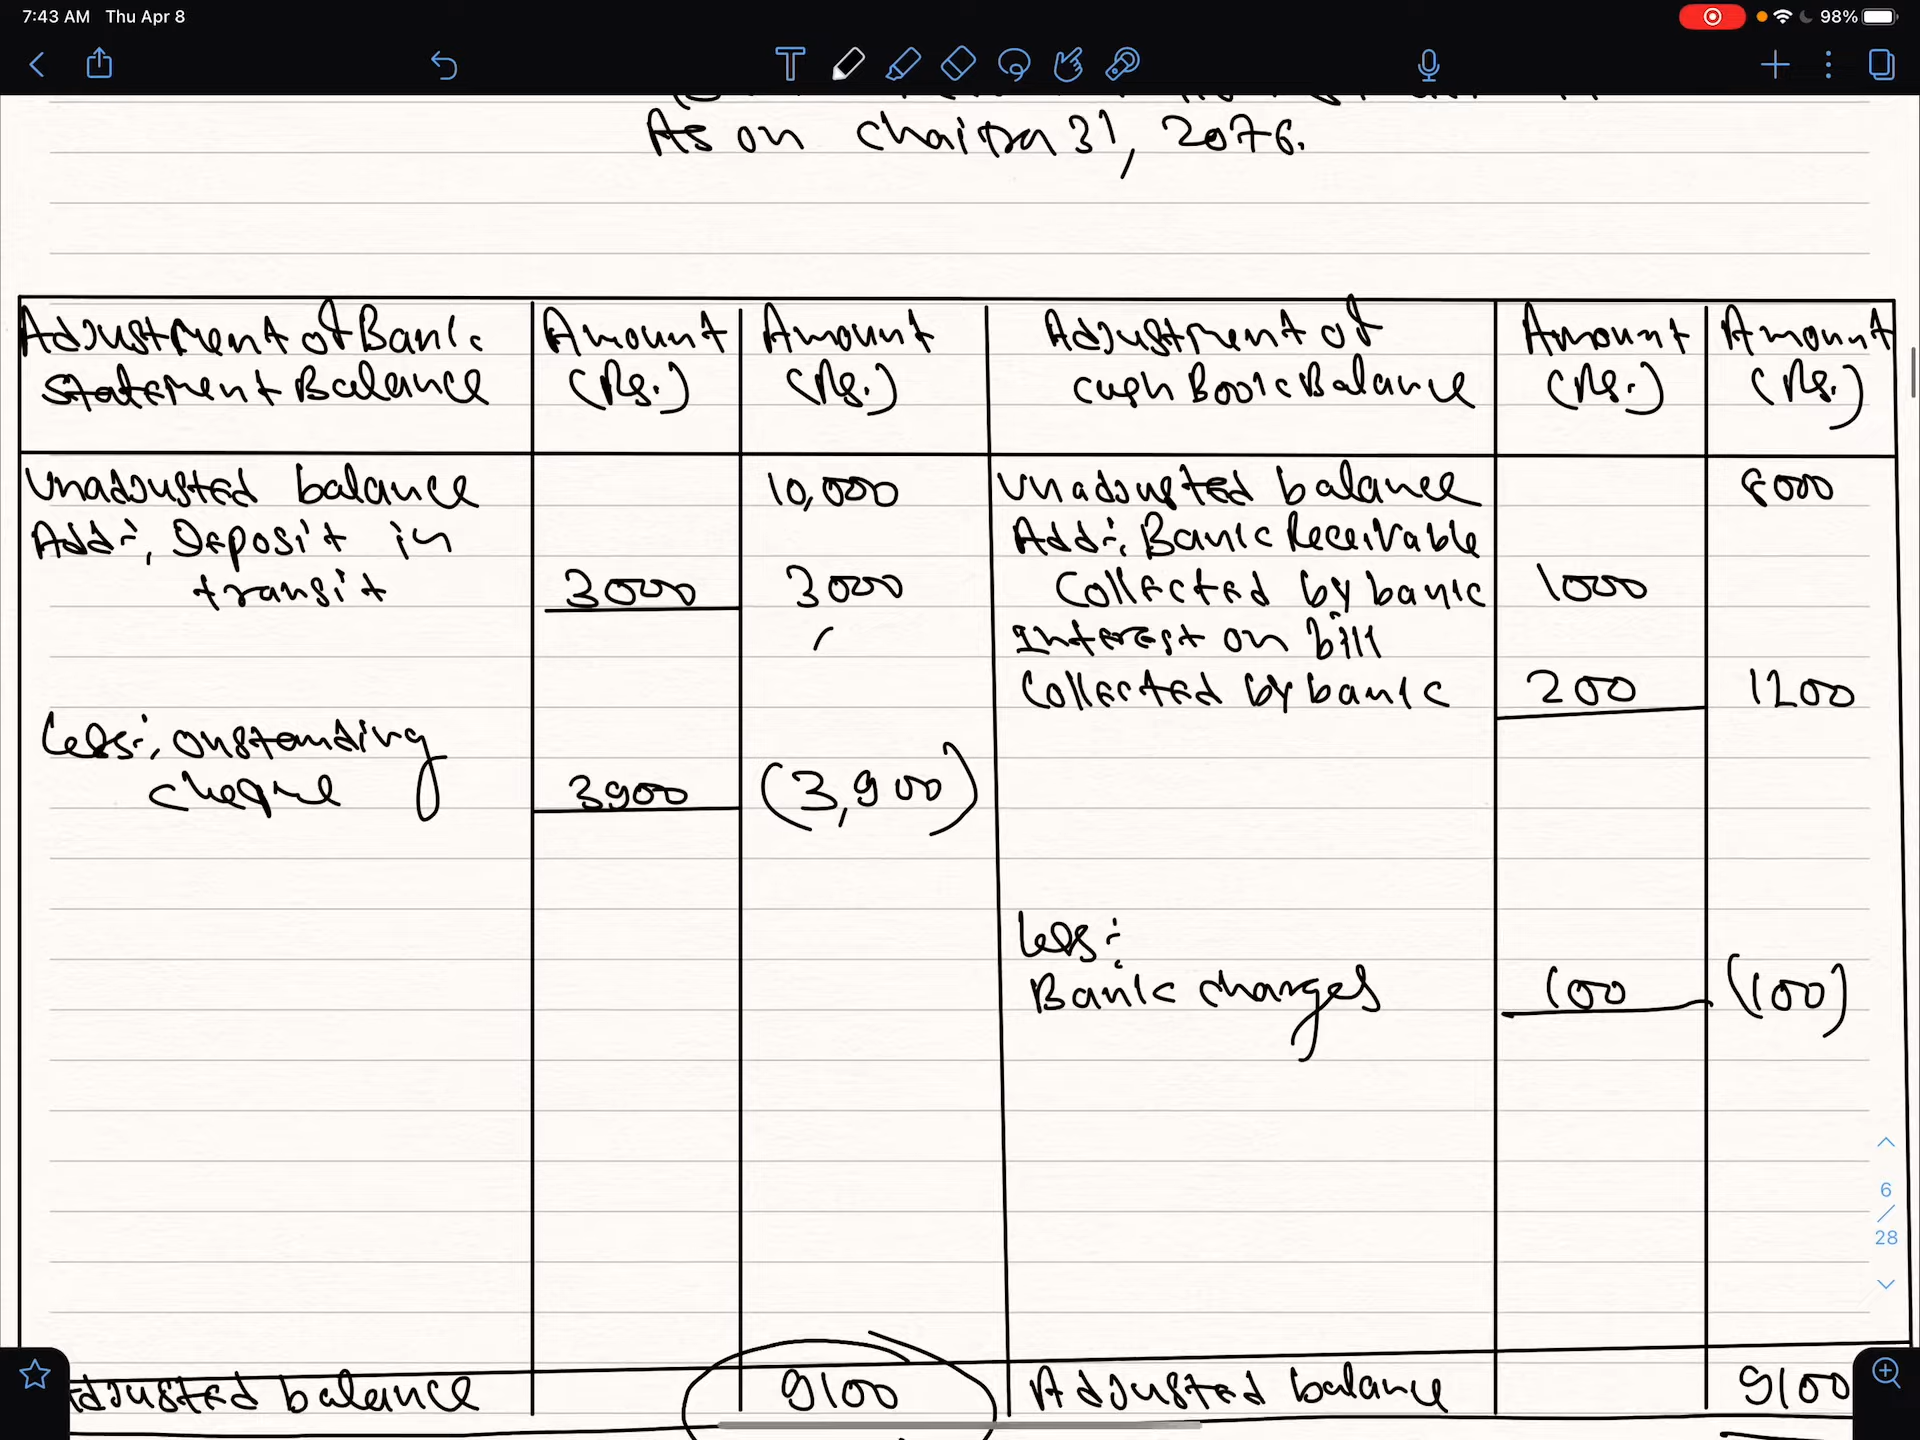 7:43 AM Thu Apr 8
98%
As on chaitra 31, 2076.
Adjustment of Bank Amount Amount Adjustment of Amount Amount
statement Balance (Rs.) (Rs.) cash Book Balance (Rs.) (Rs.)
Unadjusted balance 10,000 Unadjusted balance 8000
Add:, Deposit in Add:, Bank Receivable
transit 3000 3000 Collected by bank 1000
Interest on bill
Collected by bank 200 1200
Less:, oustanding
cheque 3900 (3,900)
Less:
Bank charges 100 (100)
6
/
28
Adjusted balance 9100 Adjusted balance 9100